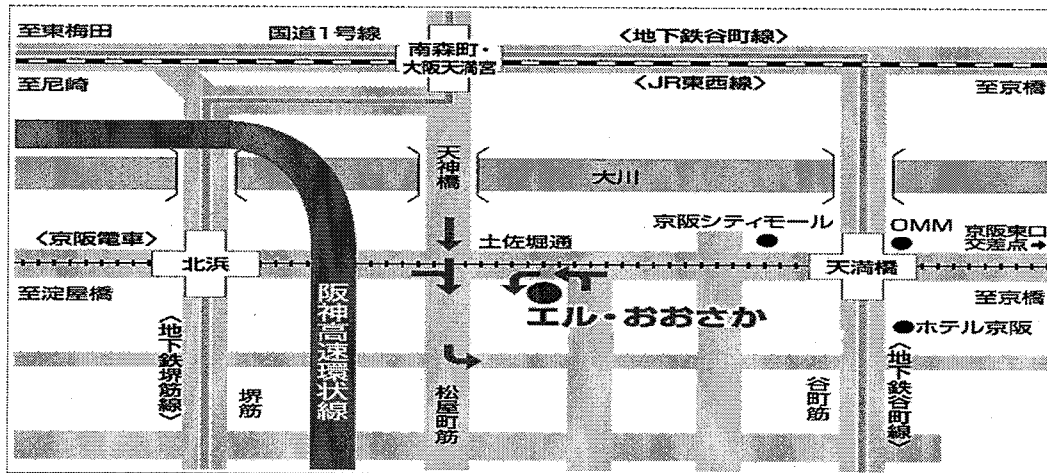 至東梅田
国道1号線
南森町・
大阪天満宮
〈地下鉄谷町線〉
至尼崎
〈JR東西線〉
至京橋
天神橋
大川
京阪シティモール
OMM
京阪東口
交差点➡
〈京阪電車〉
土佐堀通
北浜
天満橋
至淀屋橋
至京橋
エル・おおさか
ホテル京阪
〈地下鉄堺筋線〉
堺筋
阪神高速環状線
松屋町筋
谷町筋
〈地下鉄谷町線〉